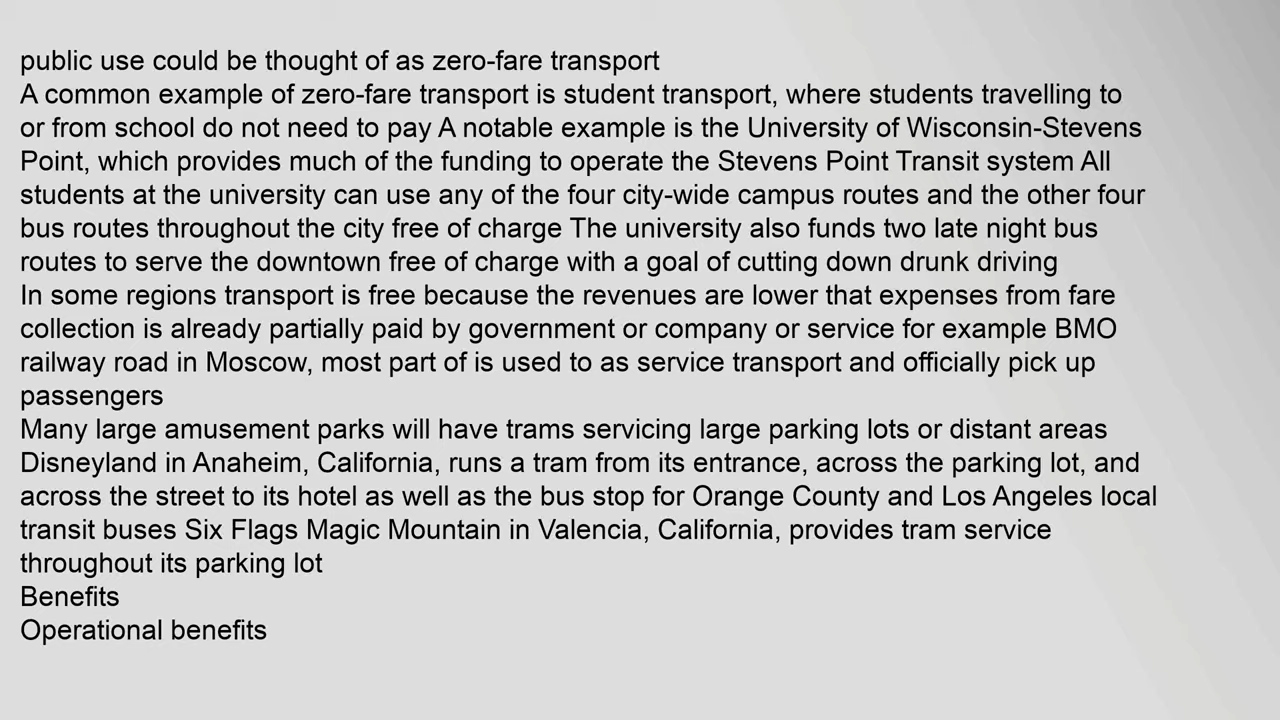 public use could be thought of as zero-fare transport
A common example of zero-fare transport is student transport, where students travelling to
or from school do not need to pay A notable example is the University of Wisconsin-Stevens
Point, which provides much of the funding to operate the Stevens Point Transit system All
students at the university can use any of the four city-wide campus routes and the other four
bus routes throughout the city free of charge The university also funds two late night bus
routes to serve the downtown free of charge with a goal of cutting down drunk driving
In some regions transport is free because the revenues are lower that expenses from fare
collection is already partially paid by government or company or service for example BMO
railway road in Moscow, most part of is used to as service transport and officially pick up
passengers
Many large amusement parks will have trams servicing large parking lots or distant areas
Disneyland in Anaheim, California, runs a tram from its entrance, across the parking lot, and
across the street to its hotel as well as the bus stop for Orange County and Los Angeles local
transit buses Six Flags Magic Mountain in Valencia, California, provides tram service
throughout its parking lot
Benefits
Operational benefits